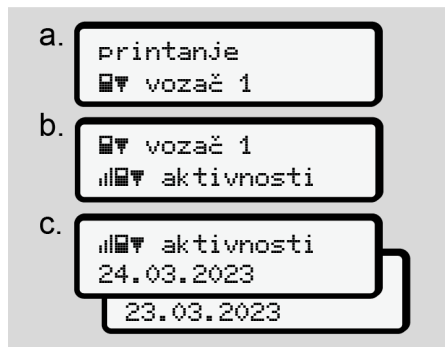 a.
printanje
vozač 1
b.
vozač 1
aktivnosti
c.
aktivnosti
24.03.2023
23.03.2023